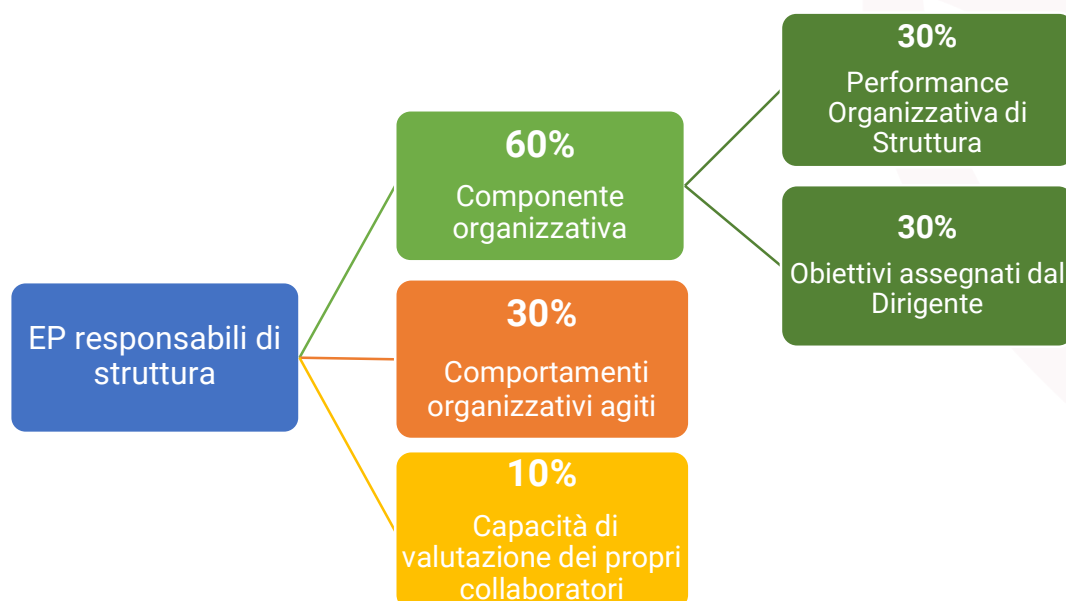 EP responsabili di
struttura
60%
Componente
organizzativa
30%
Performance
Organizzativa di
Struttura
30%
Obiettivi assegnati dal
Dirigente
30%
Comportamenti
organizzativi agiti
10%
Capacità di
valutazione dei propri
collaboratori